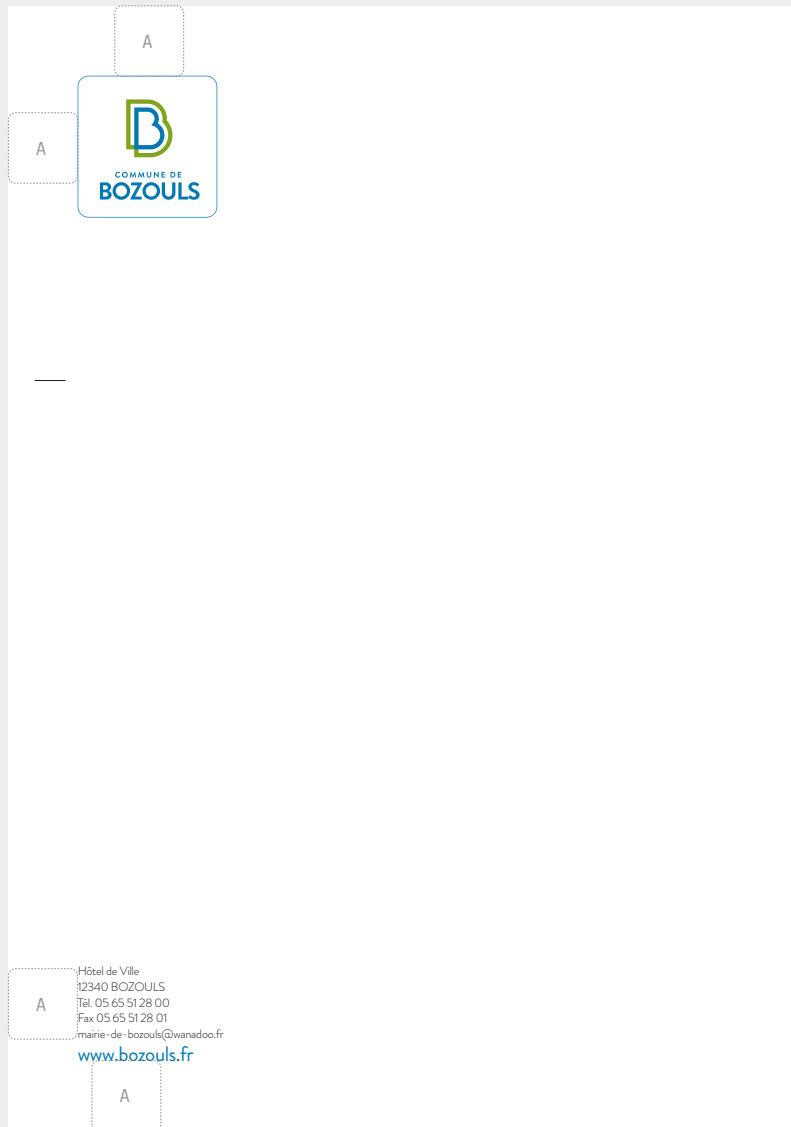 A
A
COMMUNE DE
BOZOULS
Hôtel de Ville
12340 BOZOULS
A
Tél. 05 65 51 28 00
Fax 05 65 51 28 01
mairie-de-bozouls@wanadoo.fr
www.bozouls.fr
A